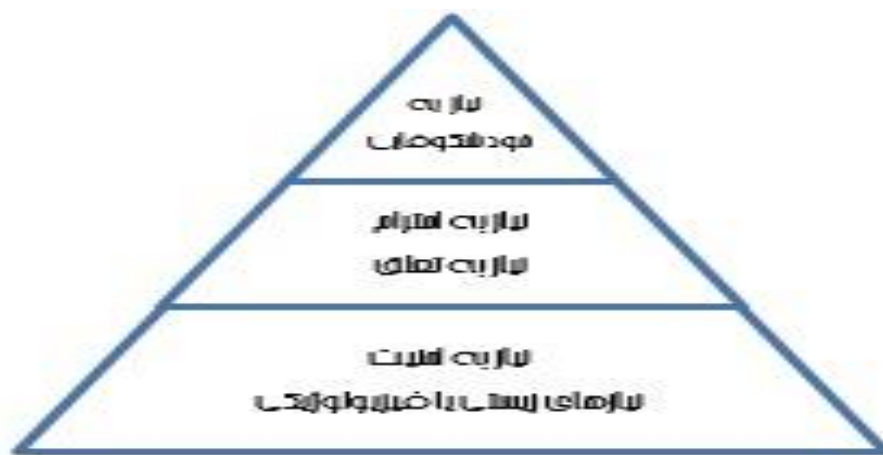 نیاز به
خودشکوفایی
نیاز به احترام
نیاز به تعلق
نیاز به امنیت
نیازهای زیستی یا فیزیولوژیکی